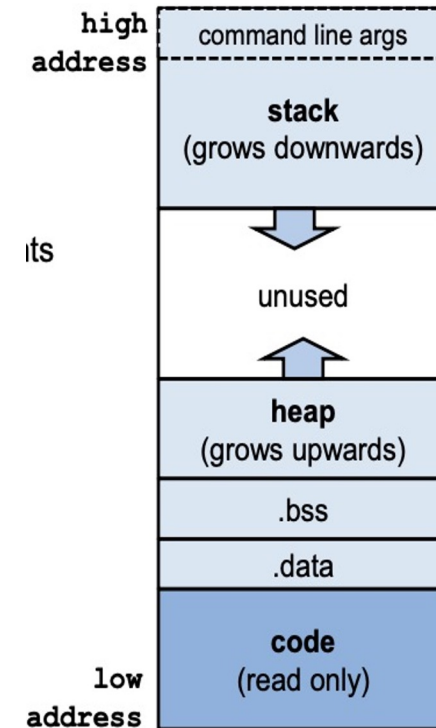 high
address
command line args
stack
(grows downwards)
unused
heap
(grows upwards)
.bss
.data
code
(read only)
low
address